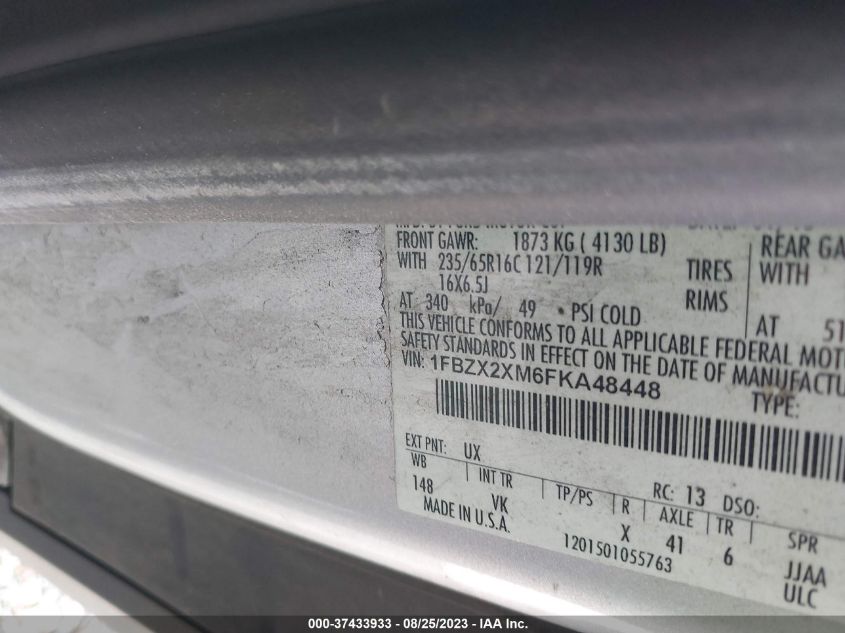 FRONT GAWR: 1873 KG ( 4130 LB) REAR GA
WITH 235/65R16C 121/119R TIRES WITH
16X6.5J RIMS
AT 340 kPa/ 49 PSI COLD AT 51
THIS VEHICLE CONFORMS TO ALL APPLICABLE FEDERAL MOT
SAFETY STANDARDS IN EFFECT ON THE DATE OF MANUFACTU
VIN: 1FBZX2XM6FKA48448 TYPE:
EXT PNT: UX RC: 13 DSO:
WB INT TR TP/PS R AXLE TR SPR
148 VK X 41 6 JJAA
MADE IN U.S.A. 1201501055763 ULC
000-37433933 - 08/25/2023 - IAAI.com